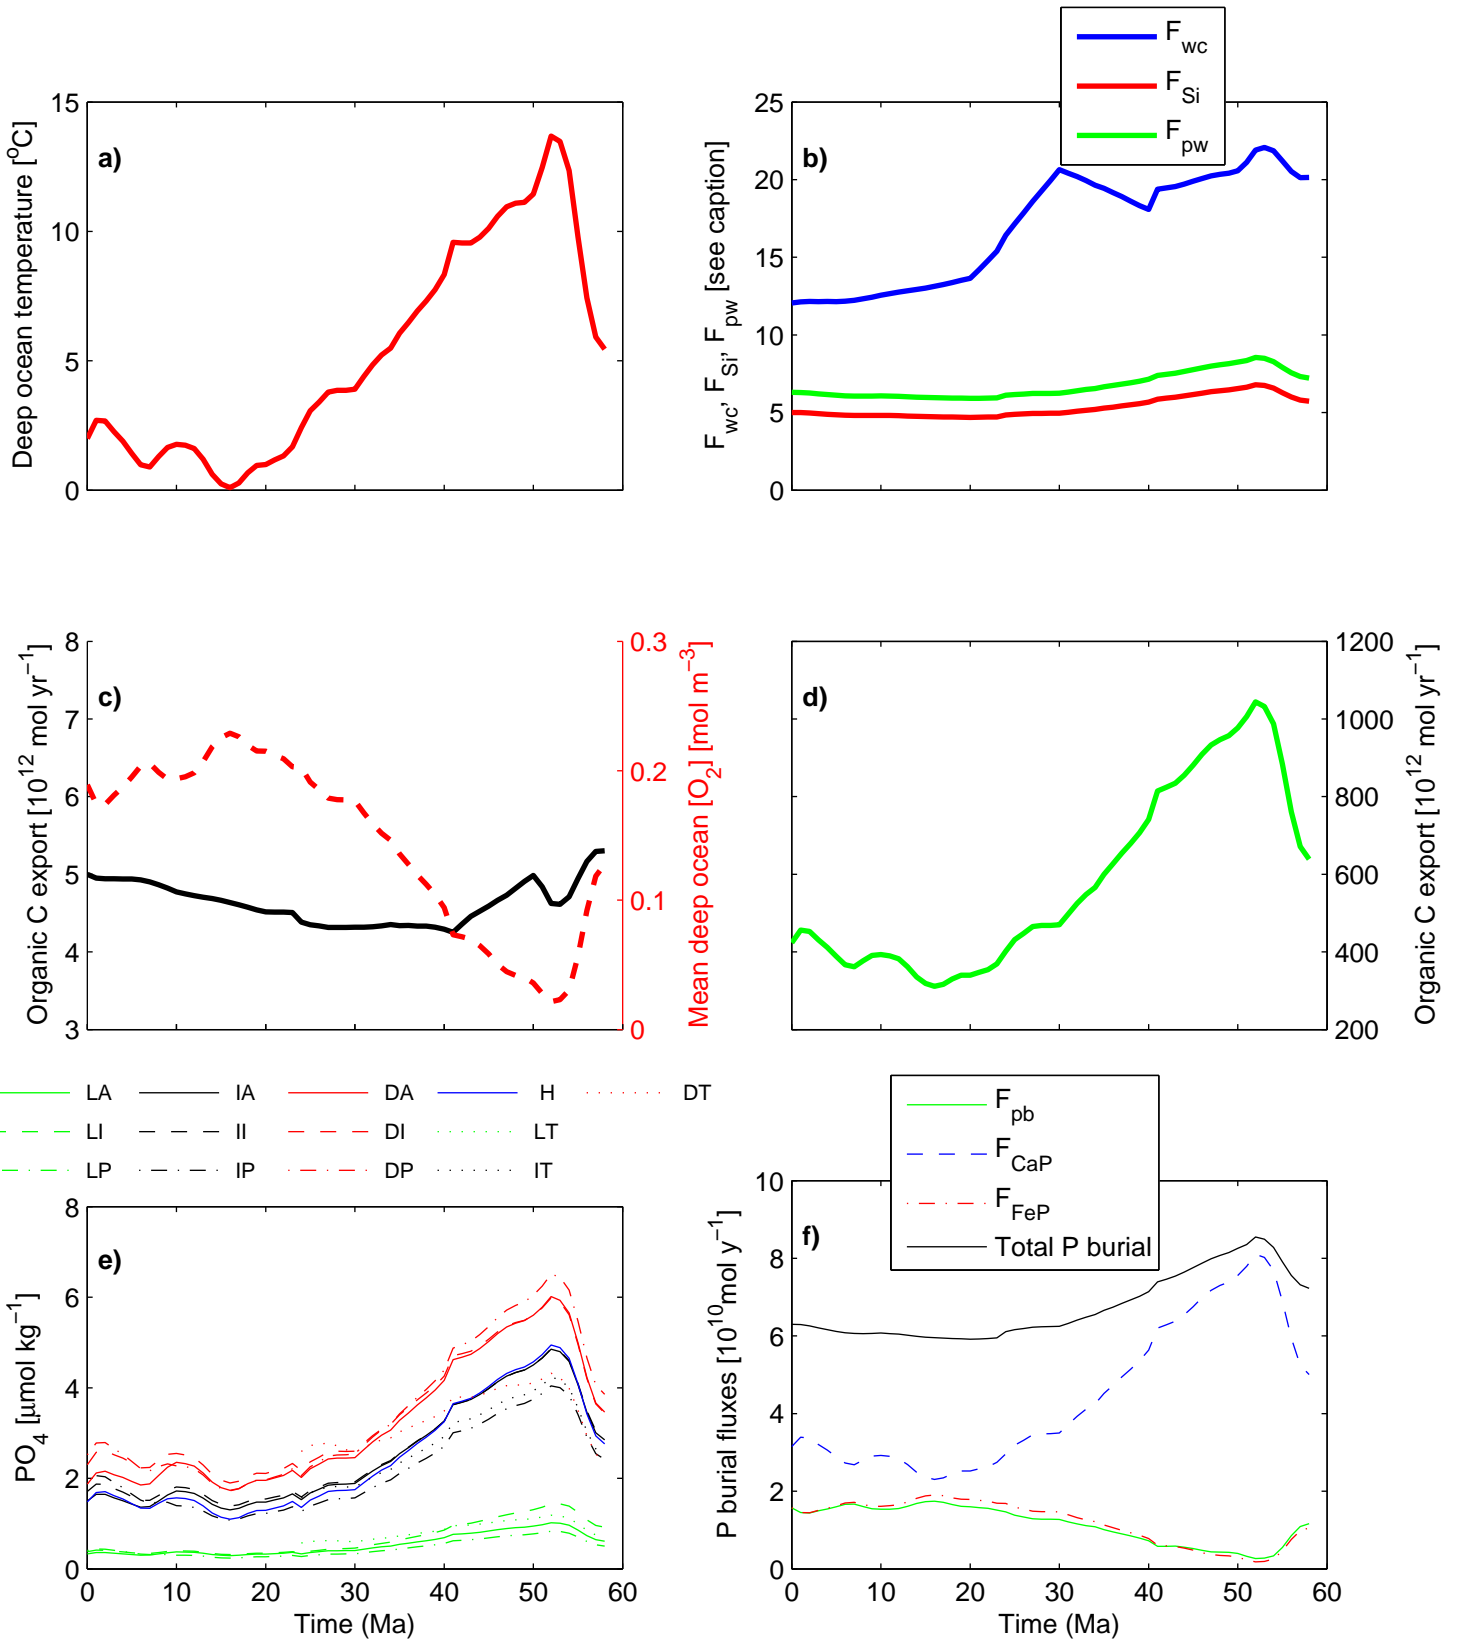 F_wc
F_Si
F_pw
a)
Deep ocean temperature [°C]
15
10
5
0
b)
F_wc, F_Si, F_pw [see caption]
25
20
15
10
5
0
c)
Organic C export [10^12 mol yr^−1]
8
7
6
5
4
3
0.3
0.2
0.1
0
Mean deep ocean [O_2] [mol m^−3]
d)
1200
1000
800
600
400
200
Organic C export [10^12 mol yr^−1]
LA IA DA H DT
LI II DI LT
LP IP DP IT
e)
PO_4 [μmol kg^−1]
8
6
4
2
0
0 10 20 30 40 50 60
Time (Ma)
F_pb
F_CaP
F_FeP
Total P burial
f)
P burial fluxes [10^10 mol y^−1]
10
8
6
4
2
0
0 10 20 30 40 50 60
Time (Ma)